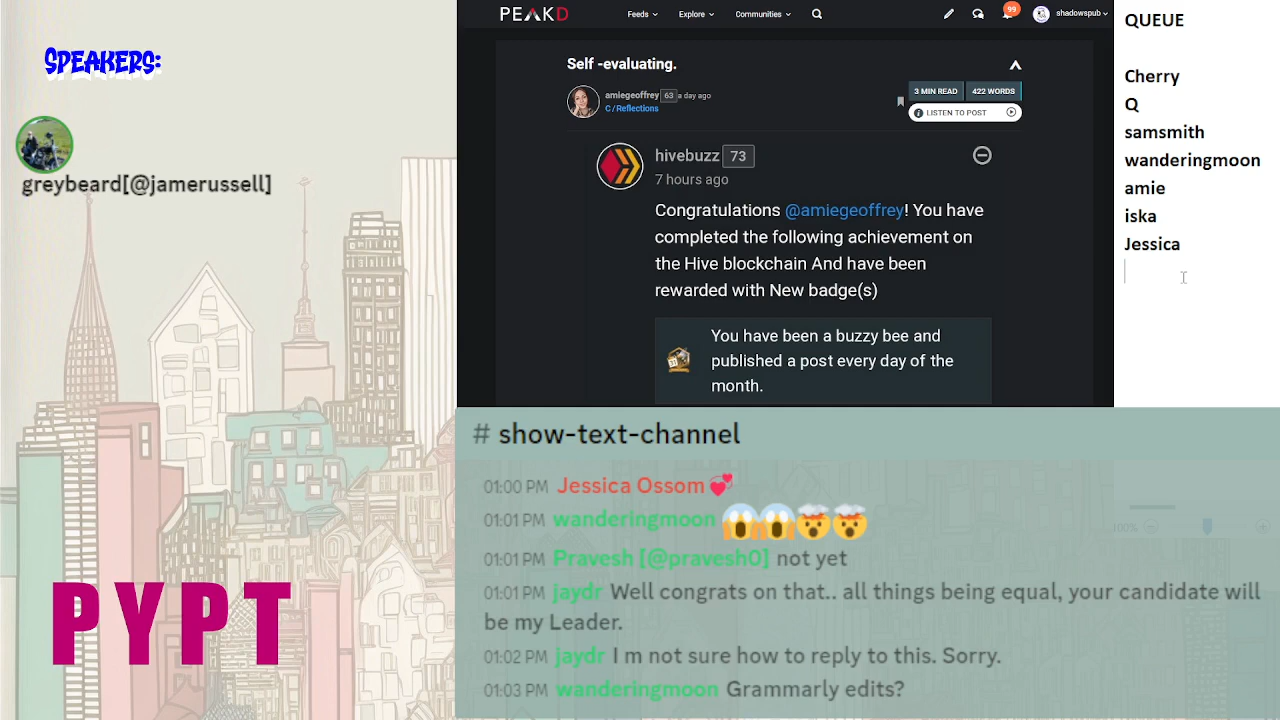 SPEAKERS:
greybeard[@jamerussell]
PYPT
PEAKD
Feeds
Explore
Communities
99
shadowspub
Self -evaluating.
amiegeoffrey 63 a day ago
C / Reflections
3 MIN READ
422 WORDS
LISTEN TO POST
hivebuzz 73
7 hours ago
Congratulations @amiegeoffrey! You have
completed the following achievement on
the Hive blockchain And have been
rewarded with New badge(s)
You have been a buzzy bee and
published a post every day of the
month.
QUEUE
Cherry
Q
samsmith
wanderingmoon
amie
iska
Jessica
# show-text-channel
01:00 PM Jessica Ossom💞
01:01 PM wanderingmoon 😱😱🤯🤯
01:01 PM Pravesh [@pravesh0] not yet
01:01 PM jaydr Well congrats on that.. all things being equal, your candidate will
be my Leader.
01:02 PM jaydr I m not sure how to reply to this. Sorry.
01:03 PM wanderingmoon Grammarly edits?
100%